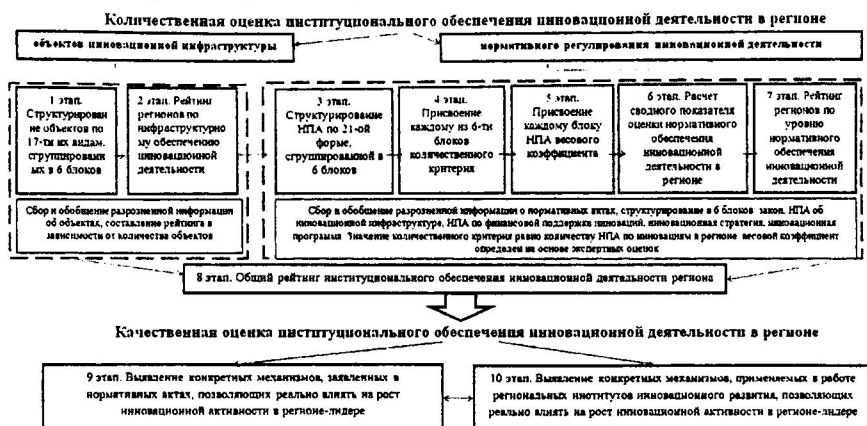 Количественная оценка институционального обеспечения инновационной деятельности в регионе
объектов инновационной инфраструктуры
нормативного регулирования инновационной деятельности
1 этап.
Структурирован
ие объектов по
17-ти их видам,
сгруппированн
ых в 6 блоков
2 этап. Рейтинг
регионов по
инфраструктурно
му обеспечению
инновационной
деятельности
3 этап.
Структурирование
НПА по 21-ой
форме,
сгруппированной в
6 блоков
4 этап.
Присвоение
каждому из 6-ти
блоков
количественного
критерия
5 этап.
Присвоение
каждому блоку
НПА весового
коэффициента
6 этап. Расчет
сводного показателя
оценки нормативного
обеспечения
инновационной
деятельности в
регионе
7 этап. Рейтинг
регионов по
уровню
нормативного
обеспечения
инновационной
деятельности
Сбор и обобщение разрозненной информации
об объектах, составление рейтинга в
зависимости от количества объектов
Сбор и обобщение разрозненной информации о нормативных актах, структурирование в 6 блоков закон, НПА об
инновационной инфраструктуре, НПА по финансовой поддержке инноваций, инновационная стратегия, инновационная
программа. Значение количественного критерия равно количеству НПА по инновациям в регионе, весовой коэффициент
определен на основе экспертных оценок
8 этап. Общий рейтинг институционального обеспечения инновационной деятельности региона
Качественная оценка институционального обеспечения инновационной деятельности в регионе
9 этап. Выявление конкретных механизмов, заявленных в
нормативных актах, позволяющих реально влиять на рост
инновационной активности в регионе-лидере
10 этап. Выявление конкретных механизмов, применяемых в работе
региональных институтов инновационного развития, позволяющих
реально влиять на рост инновационной активности в регионе-лидере